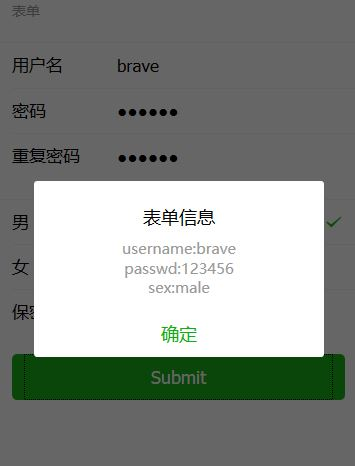 表单
用户名 brave
密码 ●●●●●●
重复密码 ●●●●●●
表单信息
username:brave
passwd:123456
sex:male
确定
男
女
保
Submit